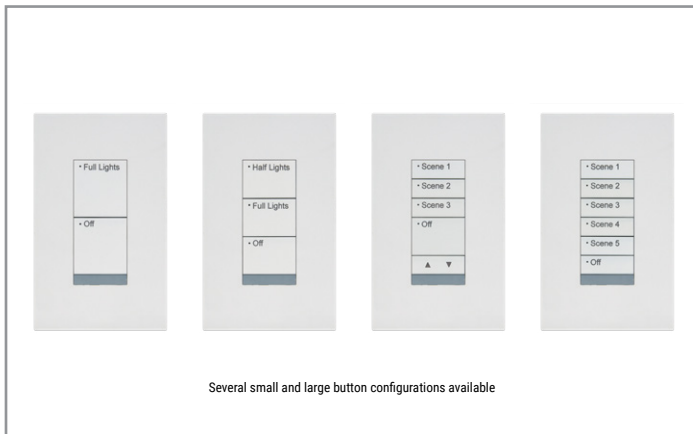 • Full Lights
• Off
• Half Lights
• Full Lights
• Off
• Scene 1
• Scene 2
• Scene 3
• Off
▲ ▼
• Scene 1
• Scene 2
• Scene 3
• Scene 4
• Scene 5
• Off
Several small and large button configurations available